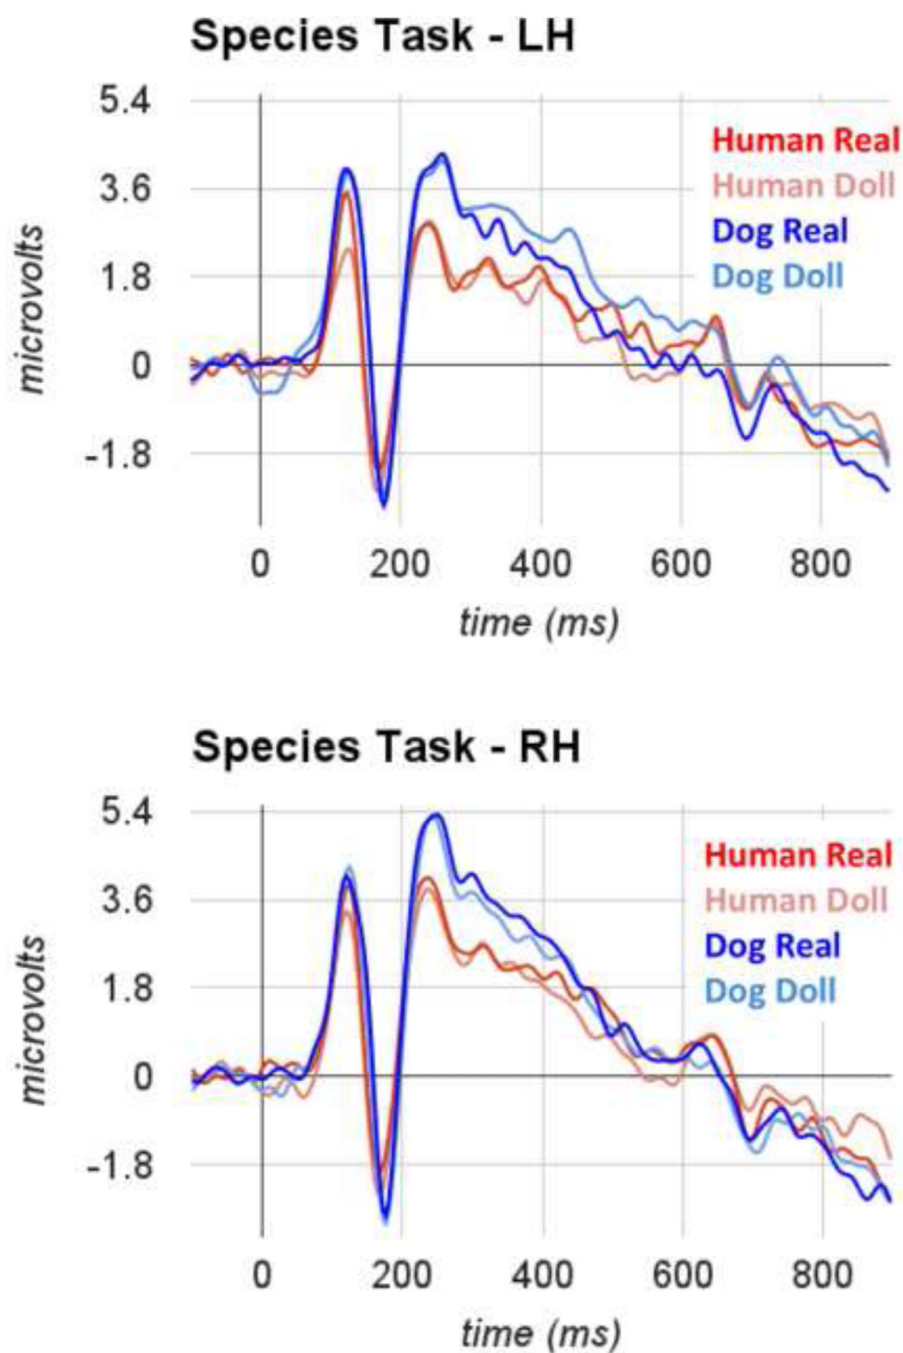 Species Task - LH
5.4
3.6
1.8
0
-1.8
microvolts
Human Real
Human Doll
Dog Real
Dog Doll
0 200 400 600 800
time (ms)
Species Task - RH
5.4
3.6
1.8
0
-1.8
microvolts
Human Real
Human Doll
Dog Real
Dog Doll
0 200 400 600 800
time (ms)